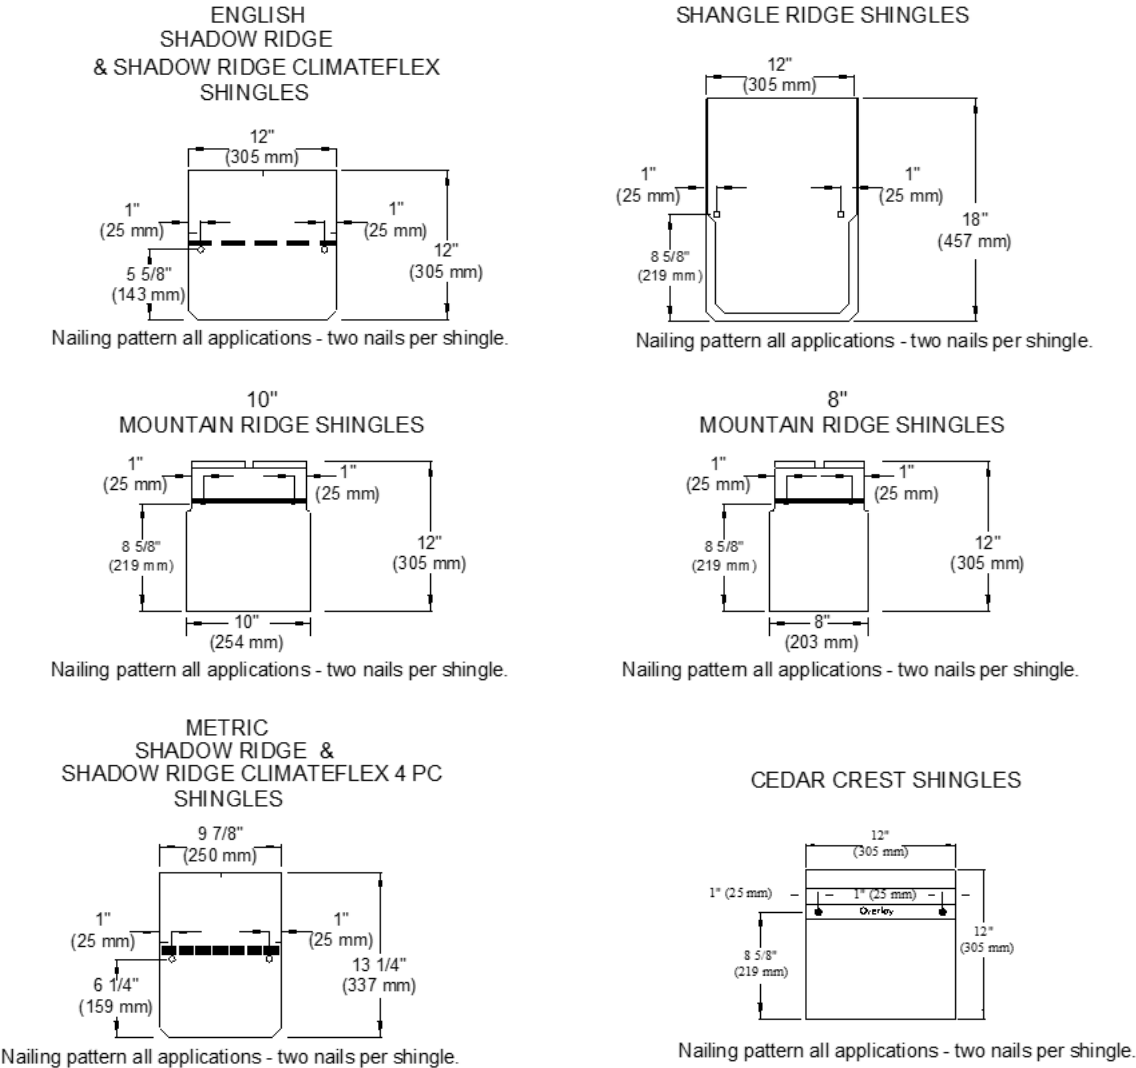 ENGLISH
SHADOW RIDGE
& SHADOW RIDGE CLIMATEFLEX
SHINGLES
12"
(305 mm)
1"
(25 mm)
1"
(25 mm)
12"
(305 mm)
5 5/8"
(143 mm)
Nailing pattern all applications - two nails per shingle.
SHANGLE RIDGE SHINGLES
12"
(305 mm)
1"
(25 mm)
1"
(25 mm)
18"
(457 mm)
8 5/8"
(219 mm)
Nailing pattern all applications - two nails per shingle.
10"
MOUNTAIN RIDGE SHINGLES
1"
(25 mm)
1"
(25 mm)
8 5/8"
(219 mm)
12"
(305 mm)
10"
(254 mm)
Nailing pattern all applications - two nails per shingle.
8"
MOUNTAIN RIDGE SHINGLES
1"
(25 mm)
1"
(25 mm)
8 5/8"
(219 mm)
12"
(305 mm)
8"
(203 mm)
Nailing pattern all applications - two nails per shingle.
METRIC
SHADOW RIDGE &
SHADOW RIDGE CLIMATEFLEX 4 PC
SHINGLES
9 7/8"
(250 mm)
1"
(25 mm)
1"
(25 mm)
13 1/4"
(337 mm)
6 1/4"
(159 mm)
Nailing pattern all applications - two nails per shingle.
CEDAR CREST SHINGLES
12"
(305 mm)
1" (25 mm)
1" (25 mm)
Overlay
12"
(305 mm)
8 5/8"
(219 mm)
Nailing pattern all applications - two nails per shingle.